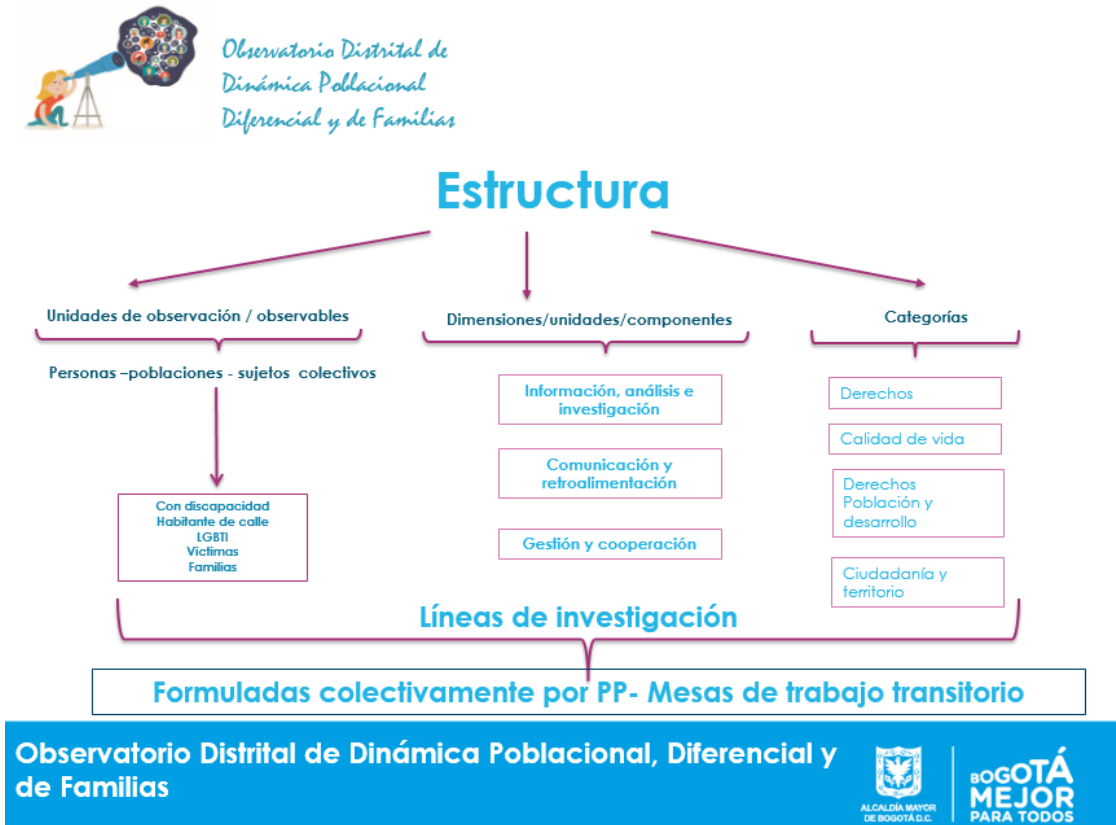 Observatorio Distrital de
Dinámica Poblacional
Diferencial y de Familias
Estructura
Unidades de observación / observables
Personas –poblaciones - sujetos colectivos
Con discapacidad
Habitante de calle
LGBTI
Victimas
Familias
Dimensiones/unidades/componentes
Información, análisis e
investigación
Comunicación y
retroalimentación
Gestión y cooperación
Categorías
Derechos
Calidad de vida
Derechos
Población y
desarrollo
Ciudadanía y
territorio
Líneas de investigación
Formuladas colectivamente por PP- Mesas de trabajo transitorio
Observatorio Distrital de Dinámica Poblacional, Diferencial y
de Familias
ALCALDÍA MAYOR
DE BOGOTÁ D.C.
BOGOTÁ
MEJOR
PARA TODOS